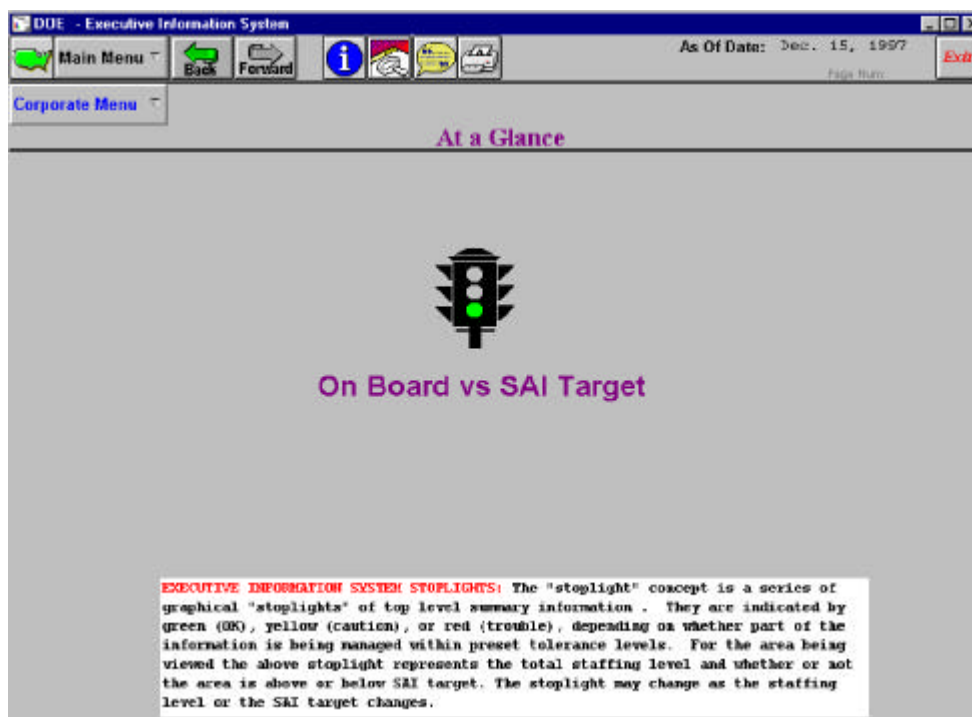 DOE - Executive Information System
Main Menu
Back
Forward
i
As Of Date: Dec. 15, 1997
Page Num:
Exit
Corporate Menu
At a Glance
On Board vs SAI Target
EXECUTIVE INFORMATION SYSTEM STOPLIGHTS: The "stoplight" concept is a series of
graphical "stoplights" of top level summary information . They are indicated by
green (OK), yellow (caution), or red (trouble), depending on whether part of the
information is being managed within preset tolerance levels. For the area being
viewed the above stoplight represents the total staffing level and whether or not
the area is above or below SAI target. The stoplight may change as the staffing
level or the SAI target changes.